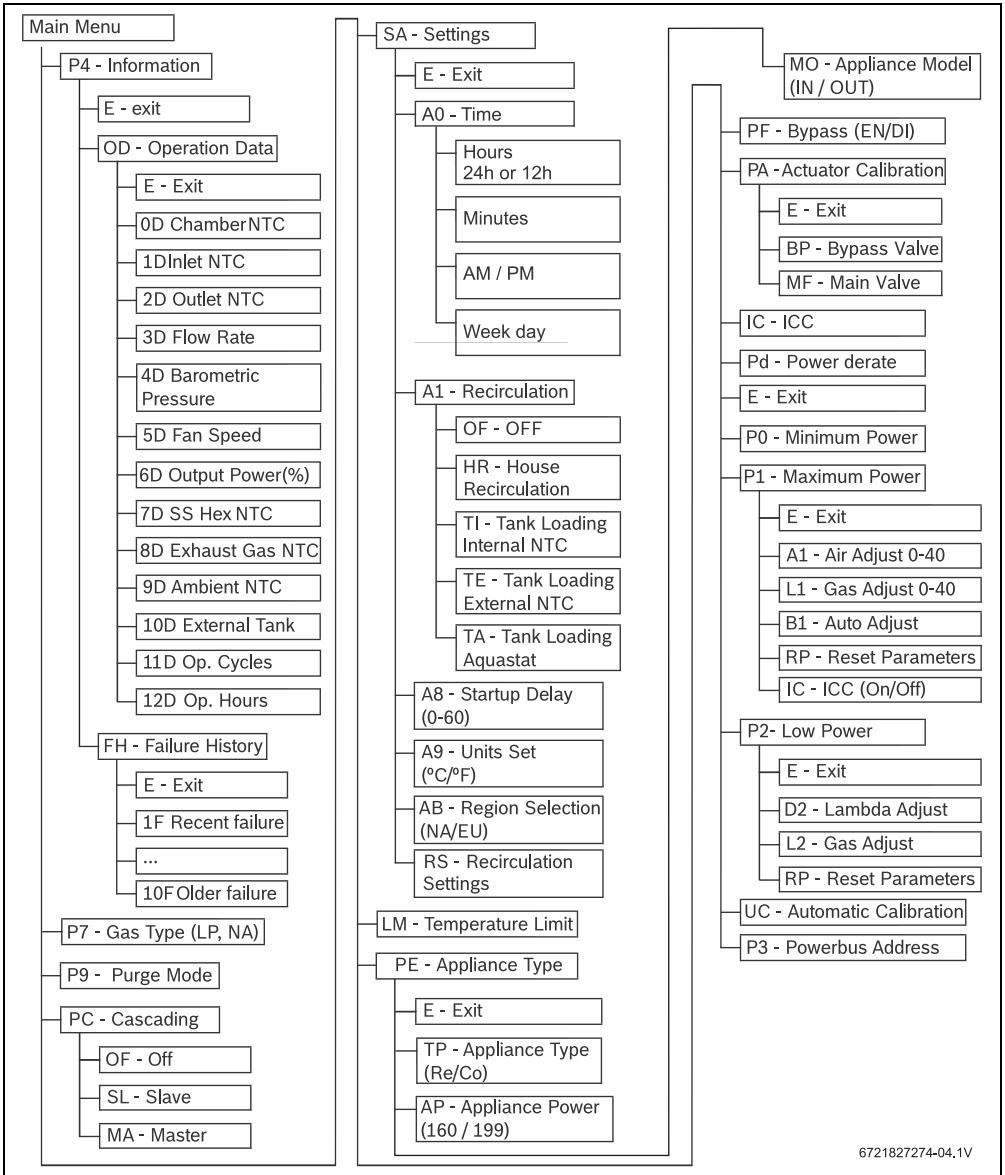 Main Menu
P4 - Information
E - exit
OD - Operation Data
E - Exit
0D Chamber NTC
1DInlet NTC
2D Outlet NTC
3D Flow Rate
4D Barometric
Pressure
5D Fan Speed
6D Output Power(%)
7D SS Hex NTC
8D Exhaust Gas NTC
9D Ambient NTC
10D External Tank
11D Op. Cycles
12D Op. Hours
FH - Failure History
E - Exit
1F Recent failure
...
10F Older failure
P7 - Gas Type (LP, NA)
P9 - Purge Mode
PC - Cascading
OF - Off
SL - Slave
MA - Master
SA - Settings
E - Exit
A0 - Time
Hours
24h or 12h
Minutes
AM / PM
Week day
A1 - Recirculation
OF - OFF
HR - House
Recirculation
TI - Tank Loading
Internal NTC
TE - Tank Loading
External NTC
TA - Tank Loading
Aquastat
A8 - Startup Delay
(0-60)
A9 - Units Set
(ºC/ºF)
AB - Region Selection
(NA/EU)
RS - Recirculation
Settings
LM - Temperature Limit
PE - Appliance Type
E - Exit
TP - Appliance Type
(Re/Co)
AP - Appliance Power
(160 / 199)
MO - Appliance Model
(IN / OUT)
PF - Bypass (EN/DI)
PA -Actuator Calibration
E - Exit
BP - Bypass Valve
MF - Main Valve
IC - ICC
Pd - Power derate
E - Exit
P0 - Minimum Power
P1 - Maximum Power
E - Exit
A1 - Air Adjust 0-40
L1 - Gas Adjust 0-40
B1 - Auto Adjust
RP - Reset Parameters
IC - ICC (On/Off)
P2- Low Power
E - Exit
D2 - Lambda Adjust
L2 - Gas Adjust
RP - Reset Parameters
UC - Automatic Calibration
P3 - Powerbus Address
6721827274-04.1V